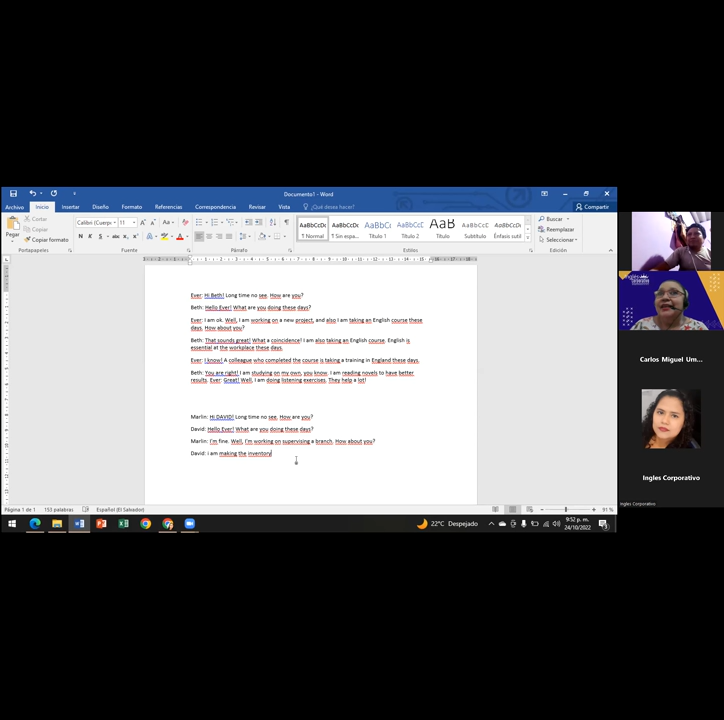 Documento1 - Word
Archivo Inicio Insertar Diseño Formato Referencias Correspondencia Revisar Vista ¿Qué desea hacer? Compartir
Pegar
Cortar
Copiar
Copiar formato
Portapapeles
Calibri (Cuerpo 11
Fuente
Párrafo
AaBbCcDc AaBbCcDc AaBbCc AaBbCcC AaB AaBbCcC AaBbCcDc
¶ Normal ¶ Sin espa... Título 1 Título 2 Título Subtítulo Énfasis sutil
Estilos
Buscar
Reemplazar
Seleccionar
Edición
Ever: Hi Beth! Long time no see. How are you?
Beth: Hello Ever! What are you doing these days?
Ever: I am ok. Well, I am working on a new project, and also I am taking an English course these
days. How about you?
Beth: That sounds great! What a coincidence! I am also taking an English course. English is
essential at the workplace these days.
Ever: I know! A colleague who completed the course is taking a training in England these days.
Beth: You are right! I am studying on my own, you know. I am reading novels to have better
results. Ever: Great! Well, I am doing listening exercises. They help a lot!
Marlin: Hi DAVID! Long time no see. How are you?
David: Hello Ever! What are you doing these days?
Marlin: I'm fine. Well, I'm working on supervising a branch. How about you?
David: i am making the inventory
Página 1 de 1 153 palabras Español (El Salvador) 91 %
22°C Despejado
9:52 p. m.
24/10/2022
Carlos Miguel Um...
Ingles Corporativo
Ingles Corporativo